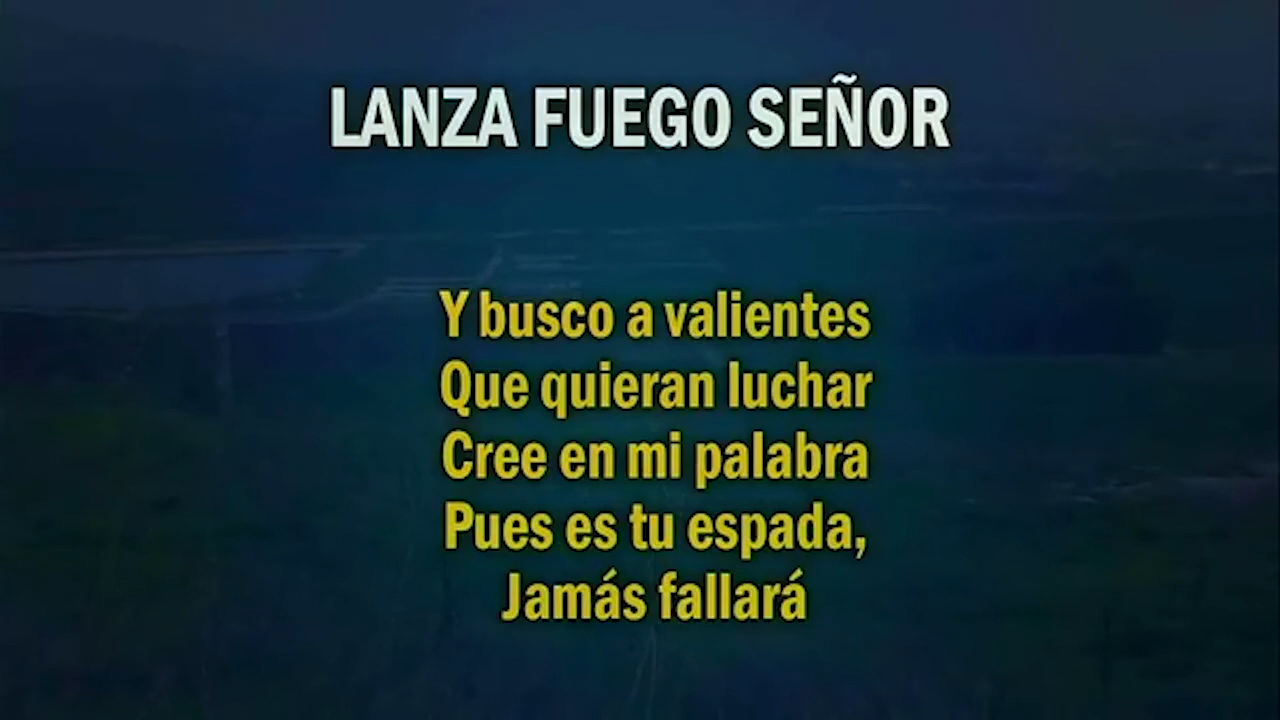 LANZA FUEGO SEÑOR
Y busco a valientes
Que quieran luchar
Cree en mi palabra
Pues es tu espada,
Jamás fallará